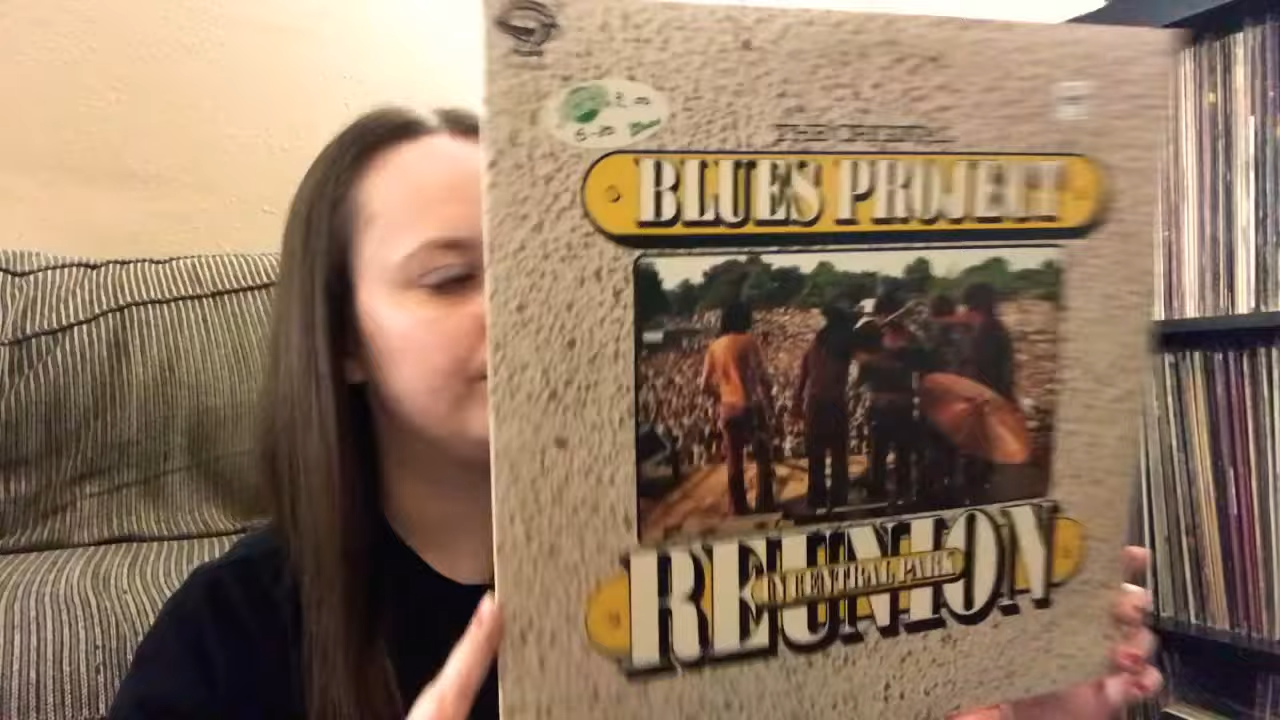 THE ORIGINAL
BLUES PROJECT
REUNION
IN CENTRAL PARK